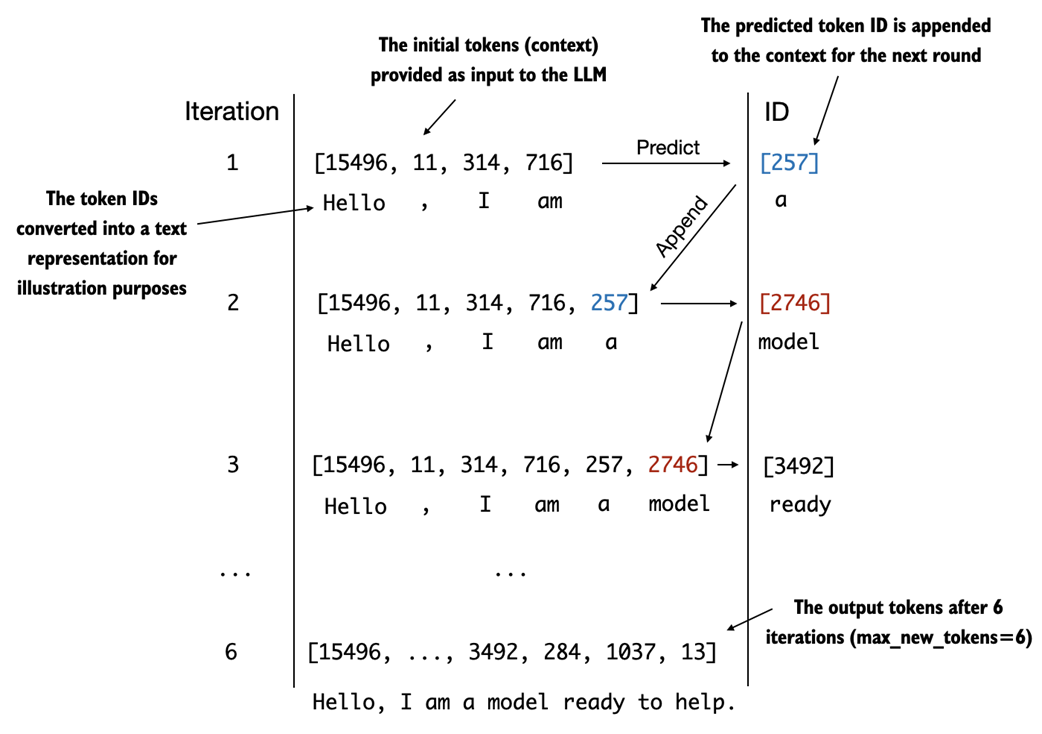 The initial tokens (context)
provided as input to the LLM
The predicted token ID is appended
to the context for the next round
Iteration
ID
1
[15496, 11, 314, 716]
Predict
[257]
Hello , I am
a
The token IDs
converted into a text
representation for
illustration purposes
Append
2
[15496, 11, 314, 716, 257]
[2746]
Hello , I am a
model
3
[15496, 11, 314, 716, 257, 2746]
[3492]
Hello , I am a model
ready
...
...
The output tokens after 6
iterations (max_new_tokens=6)
6
[15496, ..., 3492, 284, 1037, 13]
Hello, I am a model ready to help.